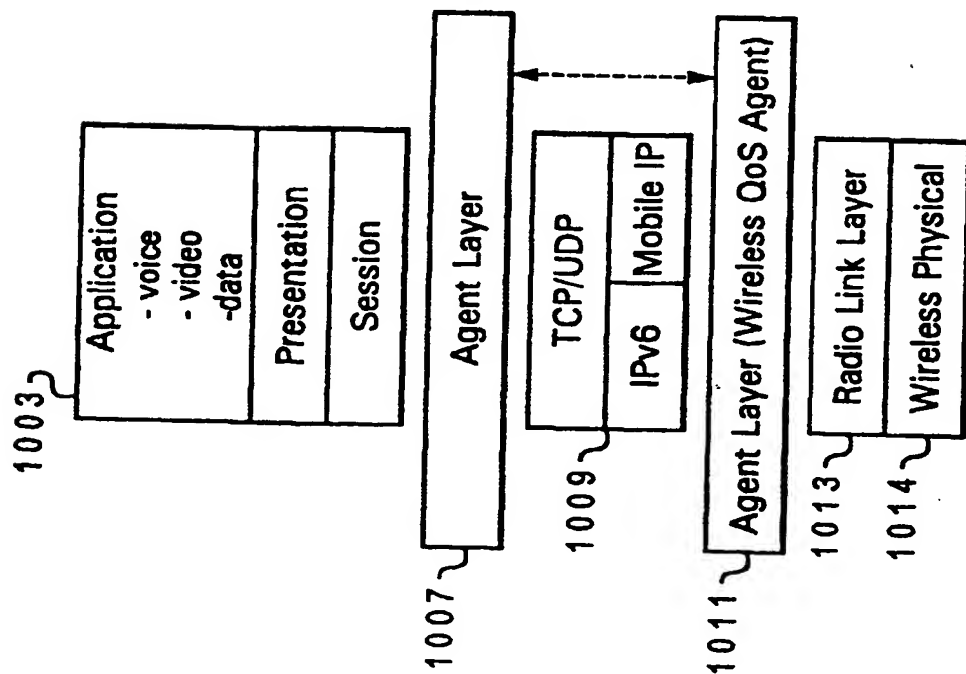 1003
Application
- voice
- video
-data
Presentation
Session
1007
Agent Layer
1009
TCP/UDP
IPv6
Mobile IP
1011
Agent Layer (Wireless QoS Agent)
1013
Radio Link Layer
1014
Wireless Physical